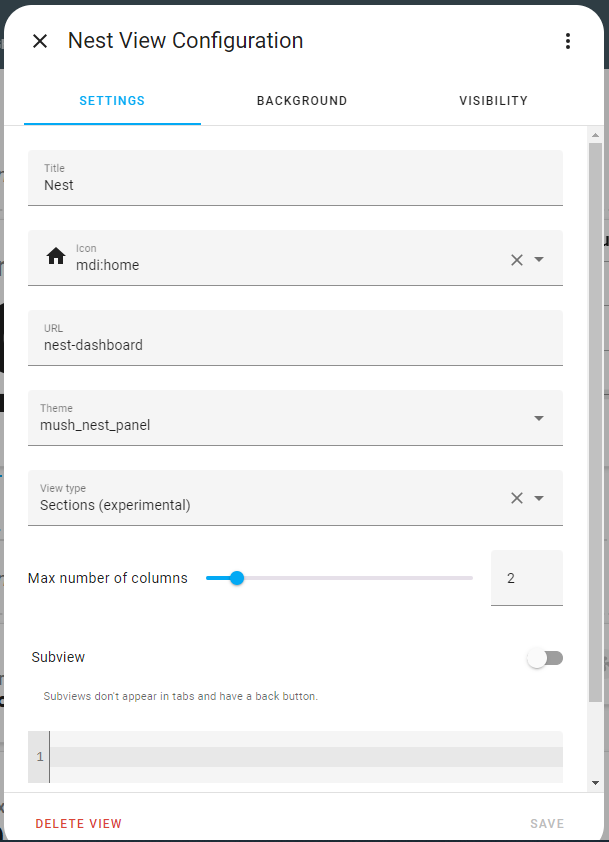 Nest View Configuration
SETTINGS BACKGROUND VISIBILITY
Title
Nest
Icon
mdi:home
URL
nest-dashboard
Theme
mush_nest_panel
View type
Sections (experimental)
Max number of columns 2
Subview
Subviews don't appear in tabs and have a back button.
1
DELETE VIEW SAVE